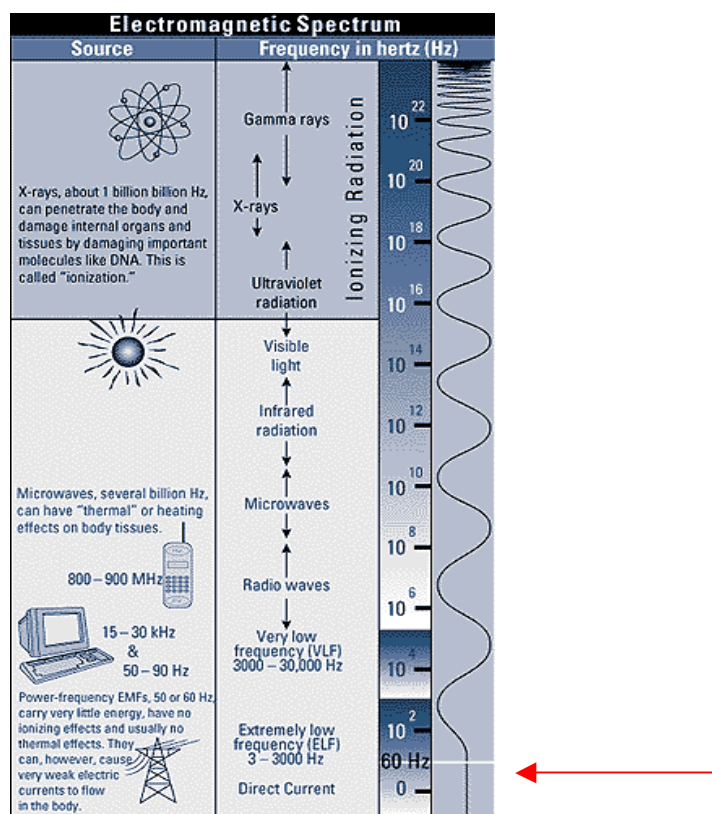 Electromagnetic Spectrum
Source
Frequency in hertz (Hz)
X-rays, about 1 billion billion Hz,
can penetrate the body and
damage internal organs and
tissues by damaging important
molecules like DNA. This is
called “ionization.”
Gamma rays
X-rays
Ultraviolet
radiation
Ionizing Radiation
Visible
light
Infrared
radiation
Microwaves, several billion Hz,
can have “thermal” or heating
effects on body tissues.
Microwaves
800–900 MHz
Radio waves
15–30 kHz
&
50–90 Hz
Very low
frequency (VLF)
3000–30,000 Hz
Power-frequency EMFs, 50 or 60 Hz,
carry very little energy, have no
ionizing effects and usually no
thermal effects. They
can, however, cause
very weak electric
currents to flow
in the body.
Extremely low
frequency (ELF)
3–3000 Hz
Direct Current
10 22
10 20
10 18
10 16
10 14
10 12
10 10
10 8
10 6
10 4
10 2
60 Hz
0